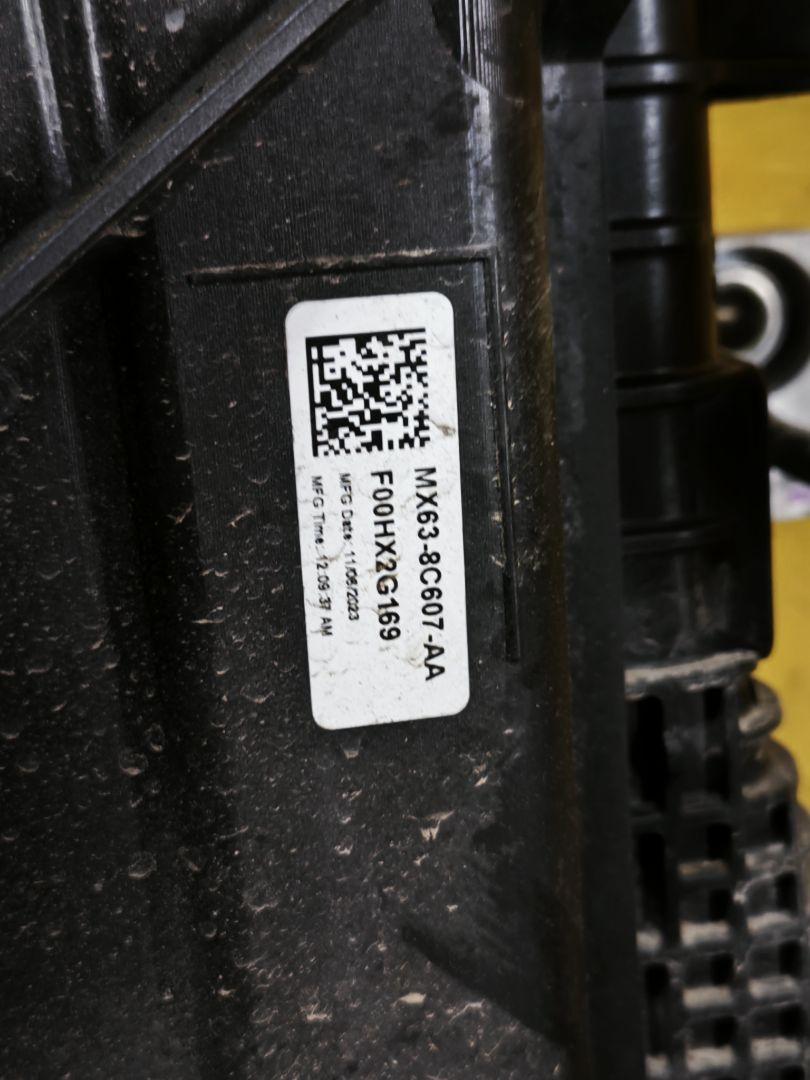 MX63-8C607-AA
F00HX2G169
MFG Date: 11/06/2023
MFG Time: 12:09:37 AM